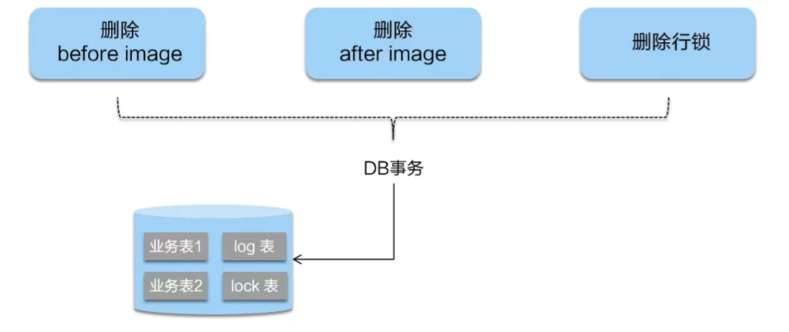 删除
before image
删除
after image
删除行锁
DB事务
业务表1
log 表
业务表2
lock 表